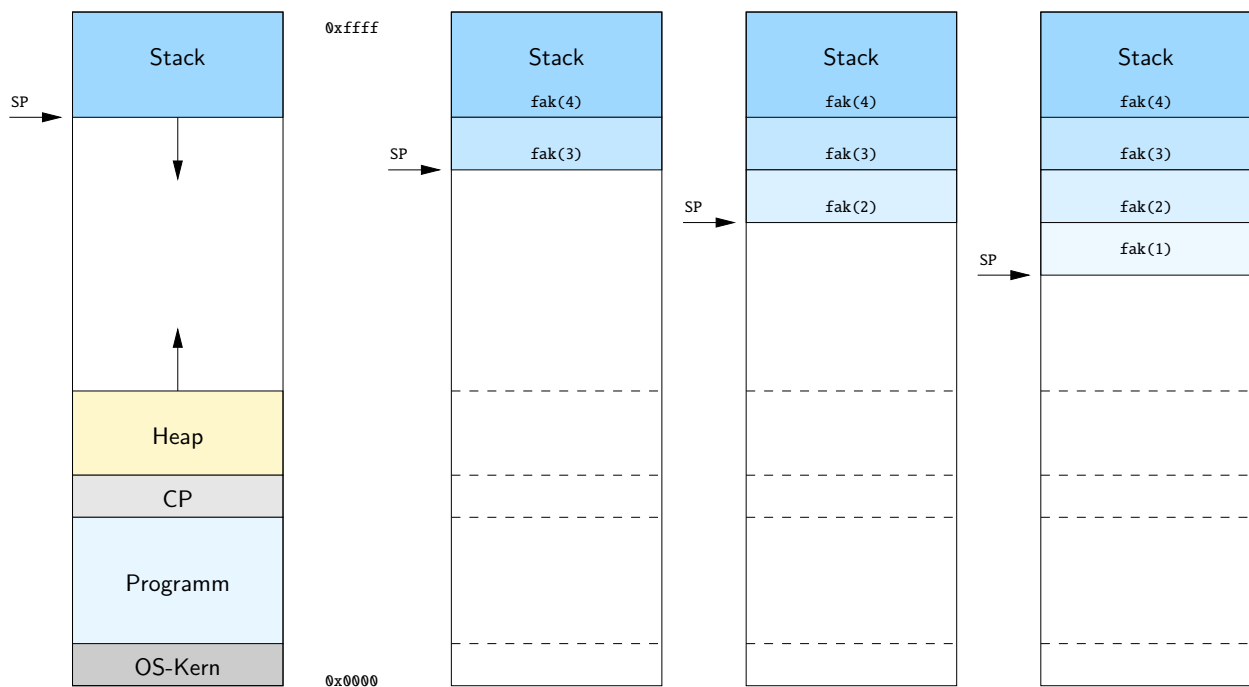 Stack
SP
Heap
CP
Programm
OS-Kern
0xffff
0x0000
Stack
fak(4)
fak(3)
SP
Stack
fak(4)
fak(3)
fak(2)
SP
Stack
fak(4)
fak(3)
fak(2)
fak(1)
SP